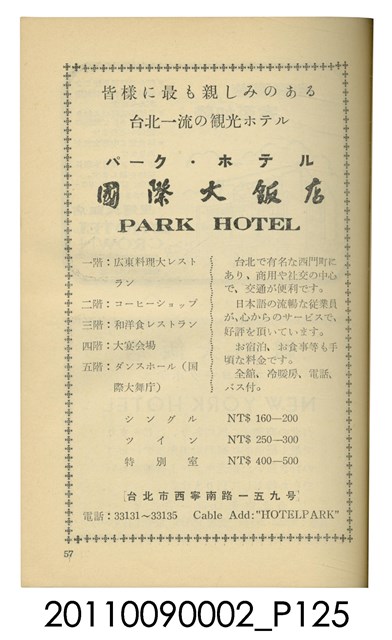 皆様に最も親しみのある
台北一流の観光ホテル
パーク・ホテル
國際大飯店
PARK HOTEL
一階：広東料理大レスト
ラン
二階：コーヒーショップ
三階：和洋食レストラン
四階：大宴会場
五階：ダンスホール（国
際大舞庁）
台北で有名な西門町に
あり、商用や社交の中心
で、交通が便利です。
日本語の流暢な従業員
が、心からのサービスで、
好評を頂いています。
お宿泊、お食事等も手
頃な料金です。
全館、冷暖房、電話、
バス付。
シングル NT$ 160—200
ツイン NT$ 250—300
特別室 NT$ 400—500
〔台北市西寧南路一五九号〕
電話：33131～33135 Cable Add:"HOTELPARK"
57
20110090002_P125